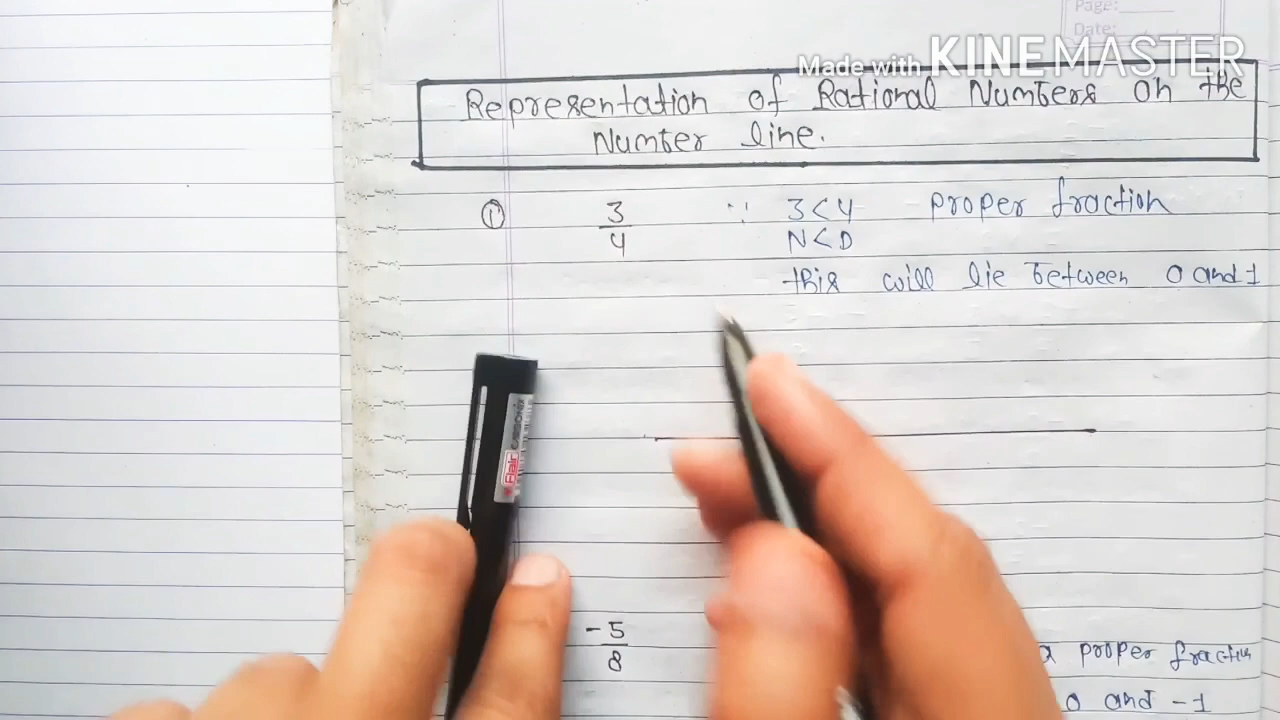 Page:
Date:
Made with KINEMASTER
Representation of Rational Numbers on the
Number line.
① 3/4 ∵ 3<4 proper fraction
N<D
this will lie between 0 and 1
Flair
-5/8 proper fraction
0 and -1